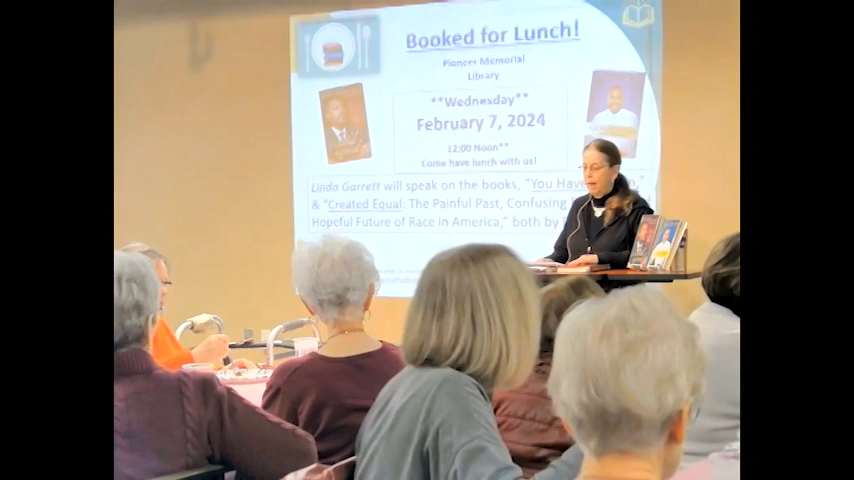 Booked for Lunch!
Pioneer Memorial
Library
**Wednesday**
February 7, 2024
12:00 Noon**
Come have lunch with us!
Linda Garrett will speak on the books, "You Have
& "Created Equal: The Painful Past, Confusing
Hopeful Future of Race in America," both by